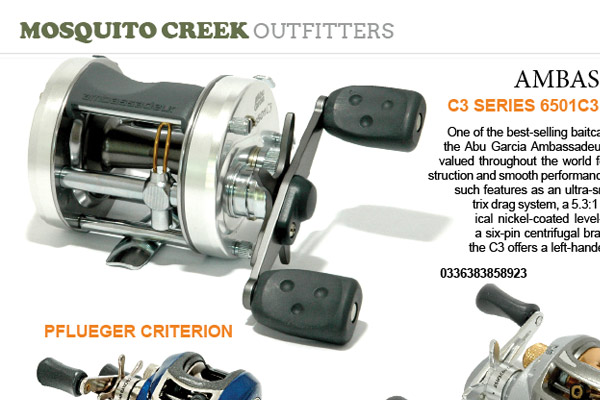 MOSQUITO CREEK OUTFITTERS
ambassadeur
AMBAS
C3 SERIES 6501C3
One of the best-selling baitca
the Abu Garcia Ambassadeu
valued throughout the world f
struction and smooth performanc
such features as an ultra-s
trix drag system, a 5.3:1
ical nickel-coated level
a six-pin centrifugal bra
the C3 offers a left-hande
0336383858923
PFLUEGER CRITERION